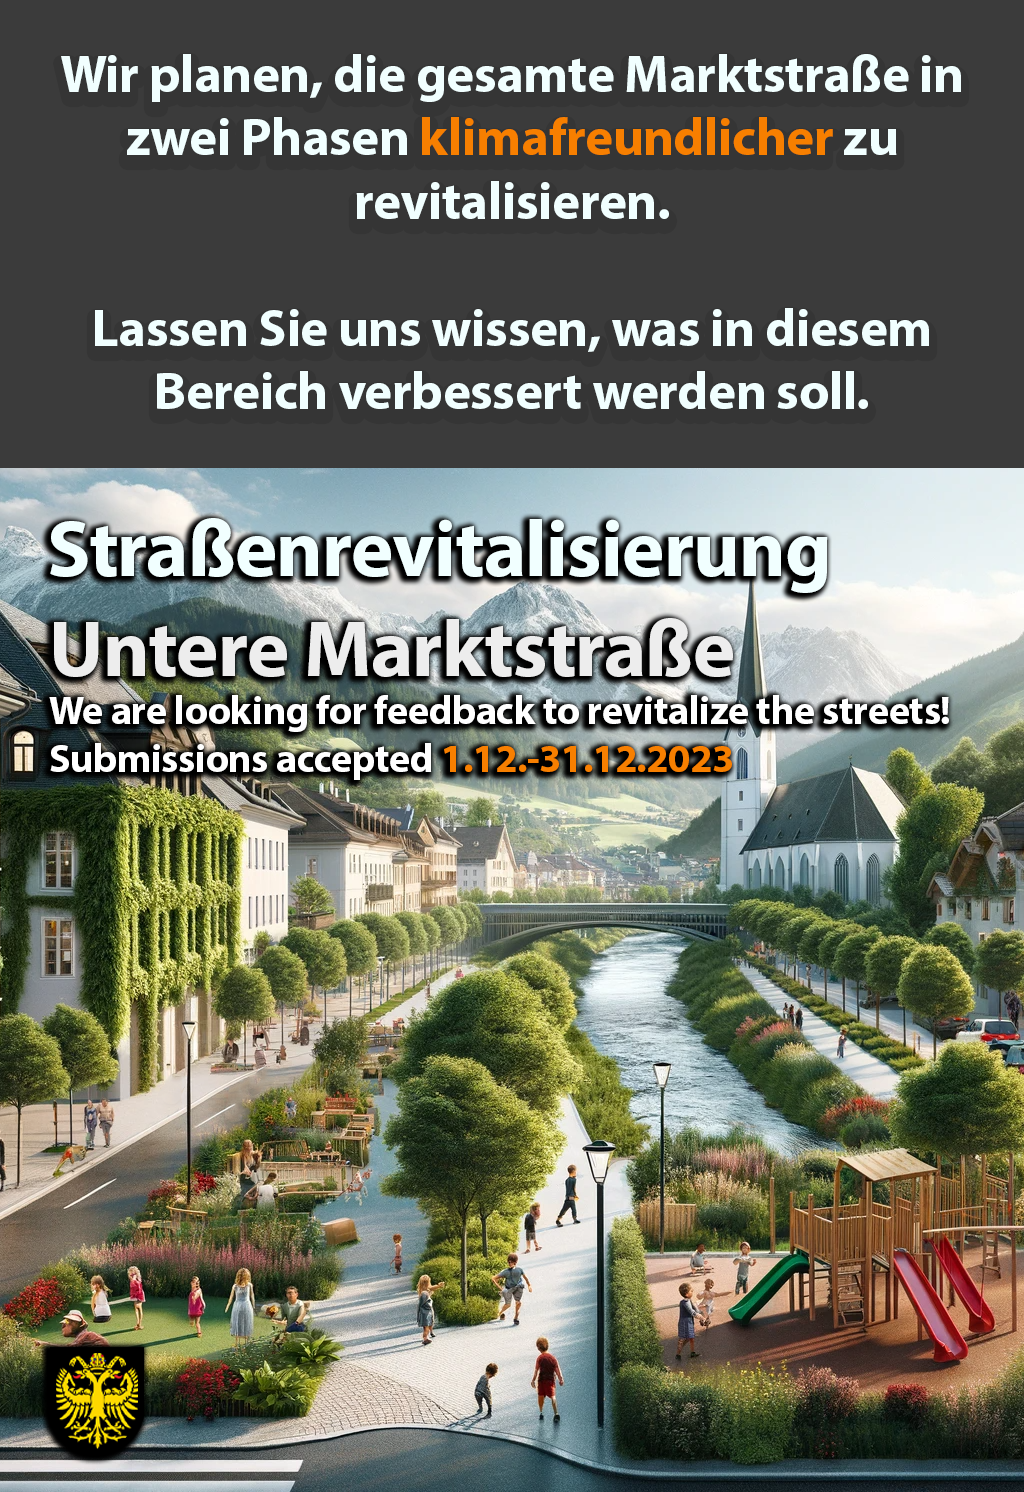 Wir planen, die gesamte Marktstraße in
zwei Phasen klimafreundlicher zu
revitalisieren.
Lassen Sie uns wissen, was in diesem
Bereich verbessert werden soll.
Straßenrevitalisierung
Untere Marktstraße
We are looking for feedback to revitalize the streets!
Submissions accepted 1.12.-31.12.2023